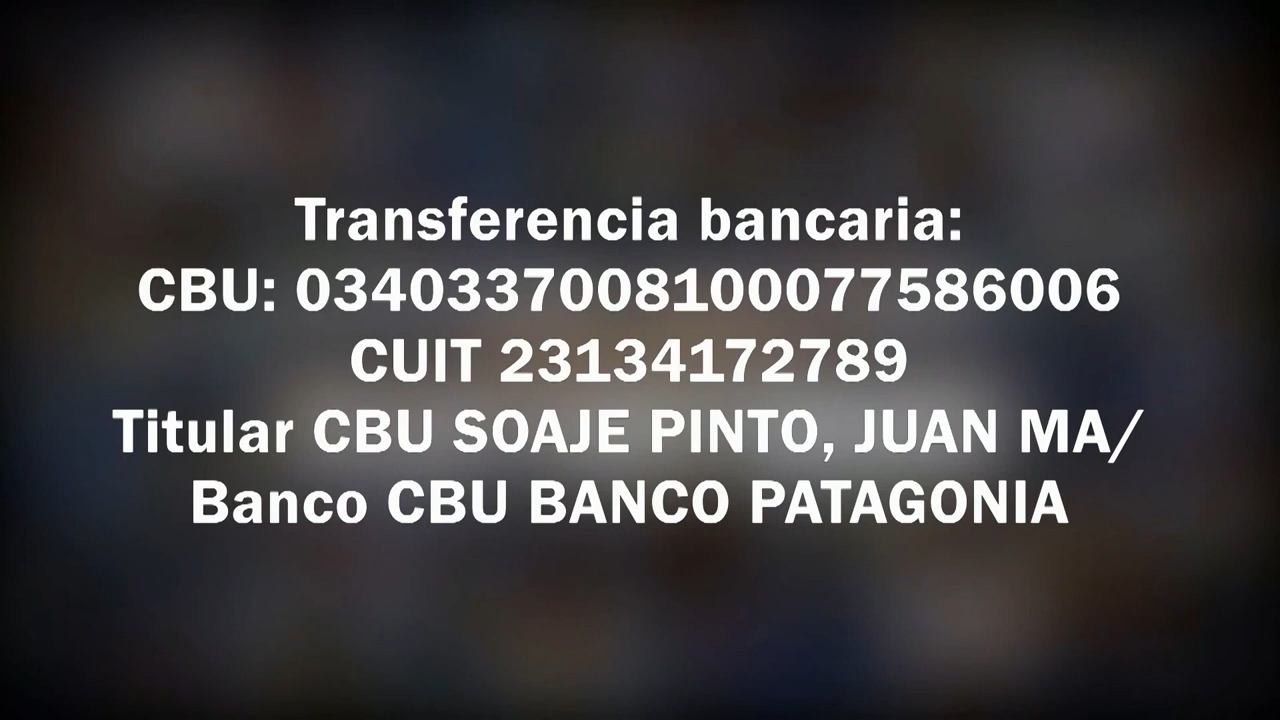 Transferencia bancaria:
CBU: 0340337008100077586006
CUIT 23134172789
Titular CBU SOAJE PINTO, JUAN MA/
Banco CBU BANCO PATAGONIA